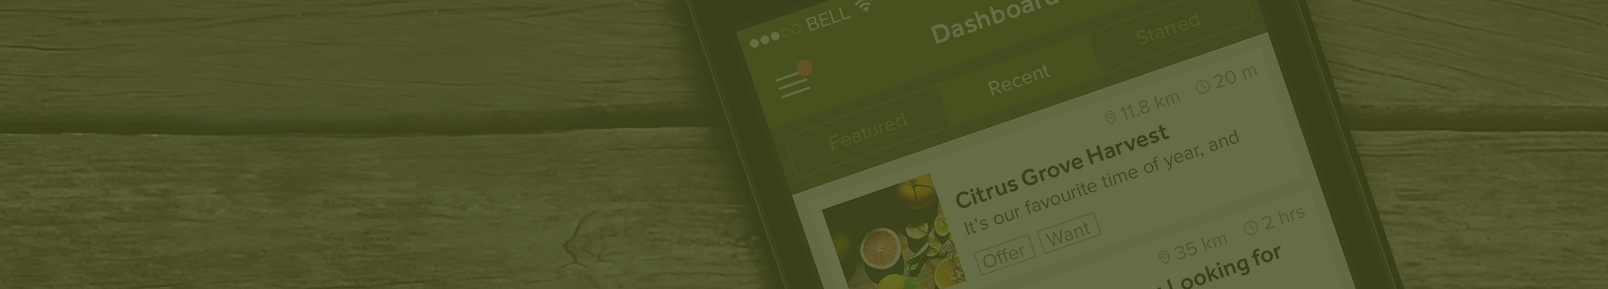 BELL
Dashboard
Featured
Recent
Starred
11.8 km 20 m
Citrus Grove Harvest
It's our favourite time of year, and
Offer Want
35 km 2 hrs
Looking for